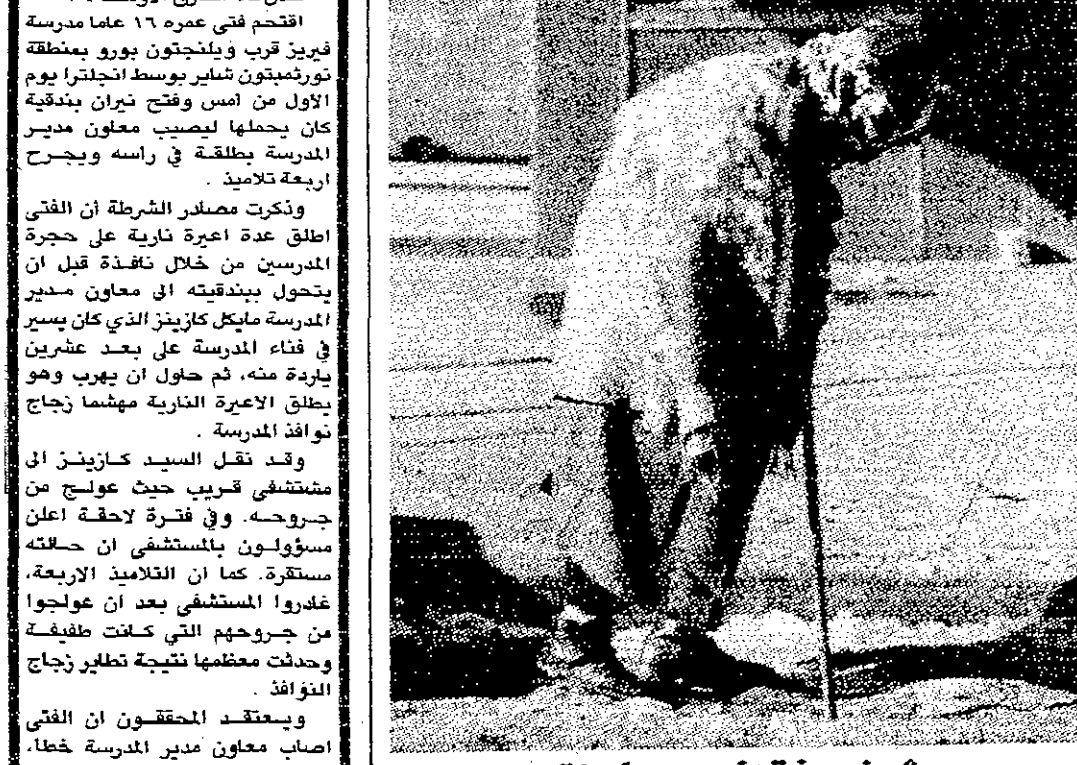 اقتحم فتى عمره ١٦ عاما مدرسة
فيريز قرب ويلنجتون بورو بمنطقة
نورثمبتون شاير بوسط انجلترا يوم
الاول من امس وفتح نيران بندقية
كان يحملها ليصيب معاون مدير
المدرسة بطلقة في راسه ويجرح
اربعة تلاميذ .
وذكرت مصادر الشرطة أن الفتى
اطلق عدة اعيرة نارية على حجرة
المدرسين من خلال نافذة قبل ان
يتحول ببندقيته الى معاون مدير
المدرسة مايكل كازينز الذي كان يسير
في فناء المدرسة على بعد عشرين
ياردة منه، ثم حاول ان يهرب وهو
يطلق الاعيرة النارية مهشما زجاج
نوافذ المدرسة .
وقد نقل السيد كازينز الى
مشتشفى قريب حيث عولج من
جروحه. وفي فترة لاحقة اعلن
مسؤولون بالمستشفى ان حالته
مستقرة. كما ان التلاميذ الاربعة،
غادروا المستشفى بعد أن عولجوا
من جروحهم التي كانت طفيفة
وحدثت معظمها نتيجة تطاير زجاج
النوافذ .
ويعتقد المحققون ان الفتى
اصاب معاون مدير المدرسة خطا،